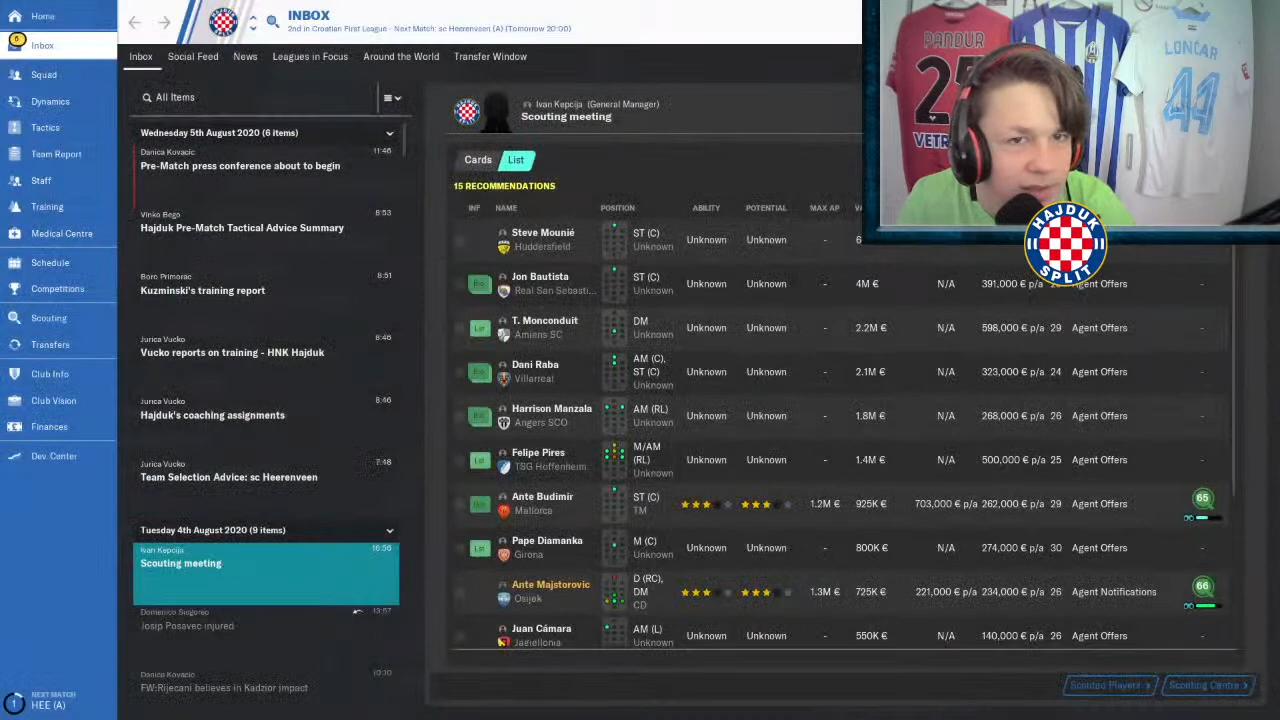 Home
INBOX
2nd in Croatian First League - Next Match: sc Heerenveen (A) (Tomorrow 20:00)
Inbox
Squad
Dynamics
Tactics
Team Report
Staff
Training
Medical Centre
Schedule
Competitions
Scouting
Transfers
Club Info
Club Vision
Finances
Dev. Center
NEXT MATCH
HEE (A)
1
Inbox Social Feed News Leagues in Focus Around the World Transfer Window
All Items
Wednesday 5th August 2020 (6 items)
Danica Kovacic 11:46
Pre-Match press conference about to begin
Vinko Bego 8:53
Hajduk Pre-Match Tactical Advice Summary
Boro Primorac 8:51
Kuzminski's training report
Jurica Vucko 8:46
Vucko reports on training - HNK Hajduk
Jurica Vucko 8:46
Hajduk's coaching assignments
Jurica Vucko 7:48
Team Selection Advice: sc Heerenveen
Tuesday 4th August 2020 (9 items)
Ivan Kepcija 16:56
Scouting meeting
13:57
Josip Posavec injured
Danica Kovacic 10:10
FW:Rijecani believes in Kadzior impact
Ivan Kepcija (General Manager)
Scouting meeting
Cards List
15 RECOMMENDATIONS
INF NAME POSITION ABILITY POTENTIAL MAX AP
Steve Mounié ST (C)
Huddersfield Unknown Unknown Unknown -
Jon Bautista ST (C)
Real San Sebasti... Unknown Unknown Unknown - 4M € N/A 391,000 € p/a Agent Offers -
Lst T. Monconduit DM
Amiens SC Unknown Unknown Unknown - 2.2M € N/A 598,000 € p/a 29 Agent Offers -
Dani Raba AM (C), ST (C)
Villarreal Unknown Unknown Unknown - 2.1M € N/A 323,000 € p/a 24 Agent Offers -
Harrison Manzala AM (RL)
Angers SCO Unknown Unknown Unknown - 1.8M € N/A 268,000 € p/a 26 Agent Offers -
Lst Felipe Pires M/AM (RL)
TSG Hoffenheim Unknown Unknown Unknown - 1.4M € N/A 500,000 € p/a 25 Agent Offers -
Ante Budimir ST (C)
Mallorca TM 1.2M € 925K € 703,000 € p/a 262,000 € p/a 29 Agent Offers 65
Lst Pape Diamanka M (C)
Girona Unknown Unknown Unknown - 800K € N/A 274,000 € p/a 30 Agent Offers -
Ante Majstorovic D (RC), DM
Osijek CD 1.3M € 725K € 221,000 € p/a 234,000 € p/a 26 Agent Notifications 66
Juan Cámara AM (L)
Jagiellonia Unknown Unknown Unknown - 550K € N/A 140,000 € p/a 26 Agent Offers -
Scouted Players > Scouting Centre >
PANDUR
VETR
LONČAR
44
HAJDUK
SPLIT